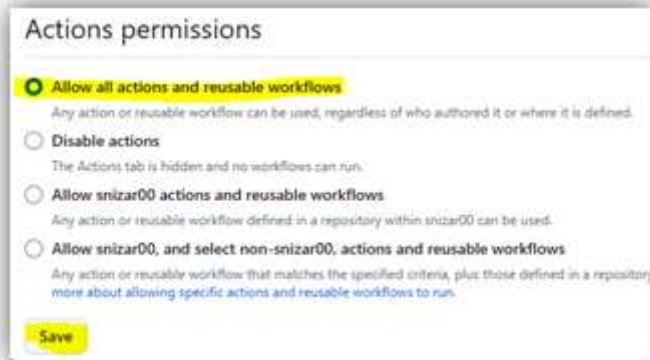 Actions permissions
Allow all actions and reusable workflows
Any action or reusable workflow can be used, regardless of who authored it or where it is defined.
Disable actions
The Actions tab is hidden and no workflows can run.
Allow snizar00 actions and reusable workflows
Any action or reusable workflow defined in a repository within snizar00 can be used.
Allow snizar00, and select non-snizar00, actions and reusable workflows
Any action or reusable workflow that matches the specified criteria, plus those defined in a repository
more about allowing specific actions and reusable workflows to run.
Save